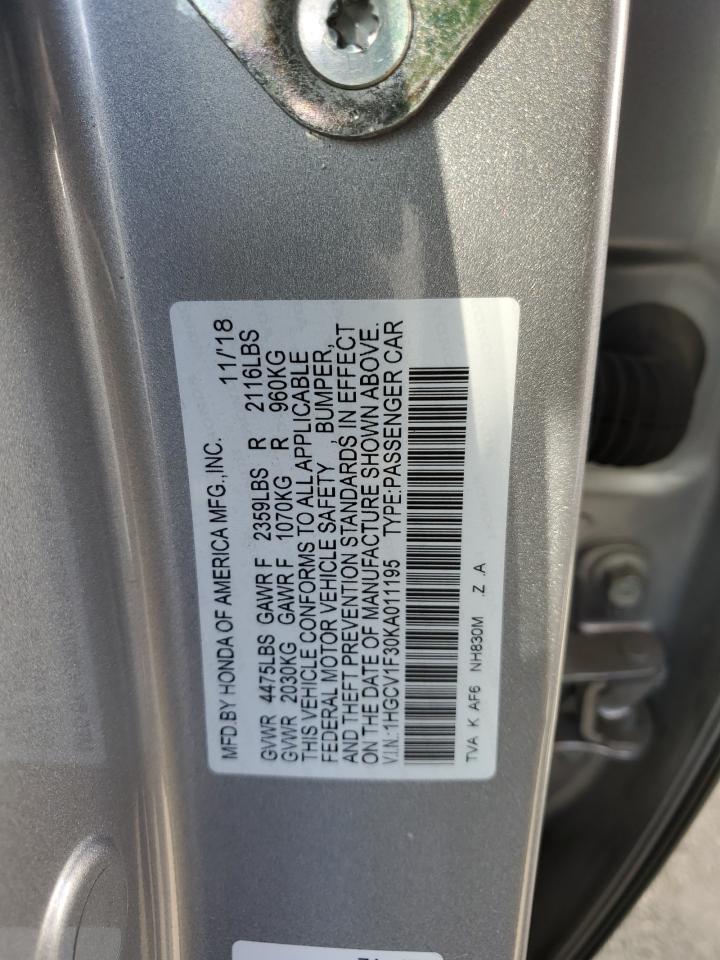 MFD.BY HONDA OF AMERICA MFG.,INC. 11/'18
GVWR 4475LBS GAWR F 2359LBS R 2116LBS
GVWR 2030KG GAWR F 1070KG R 960KG
THIS VEHICLE CONFORMS TO ALL APPLICABLE
FEDERAL MOTOR VEHICLE SAFETY, BUMPER,
AND THEFT PREVENTION STANDARDS IN EFFECT
ON THE DATE OF MANUFACTURE SHOWN ABOVE.
V.I.N.:1HGCV1F30KA011195 TYPE:PASSENGER CAR
TVA K AF6 NH830M .Z .A